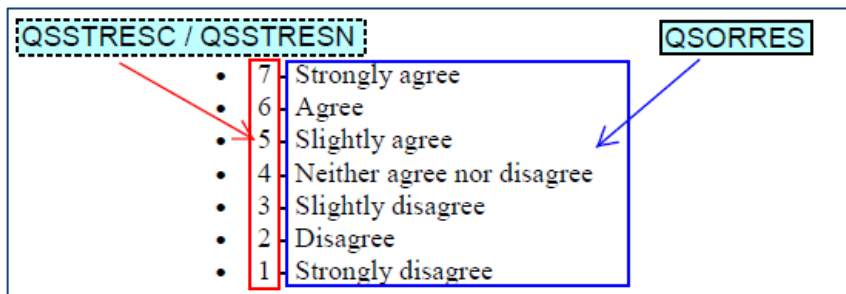 QSSTRESC / QSSTRESN
QSORRES
• 7 - Strongly agree
• 6 - Agree
• 5 - Slightly agree
• 4 - Neither agree nor disagree
• 3 - Slightly disagree
• 2 - Disagree
• 1 - Strongly disagree